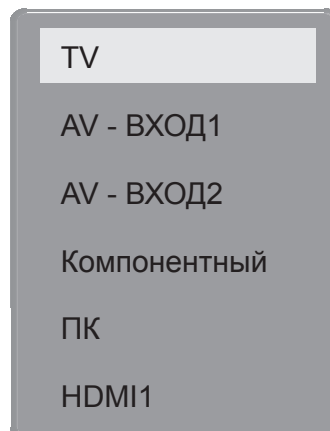 TV
AV - ВХОД1
AV - ВХОД2
Компонентный
ПК
HDMI1